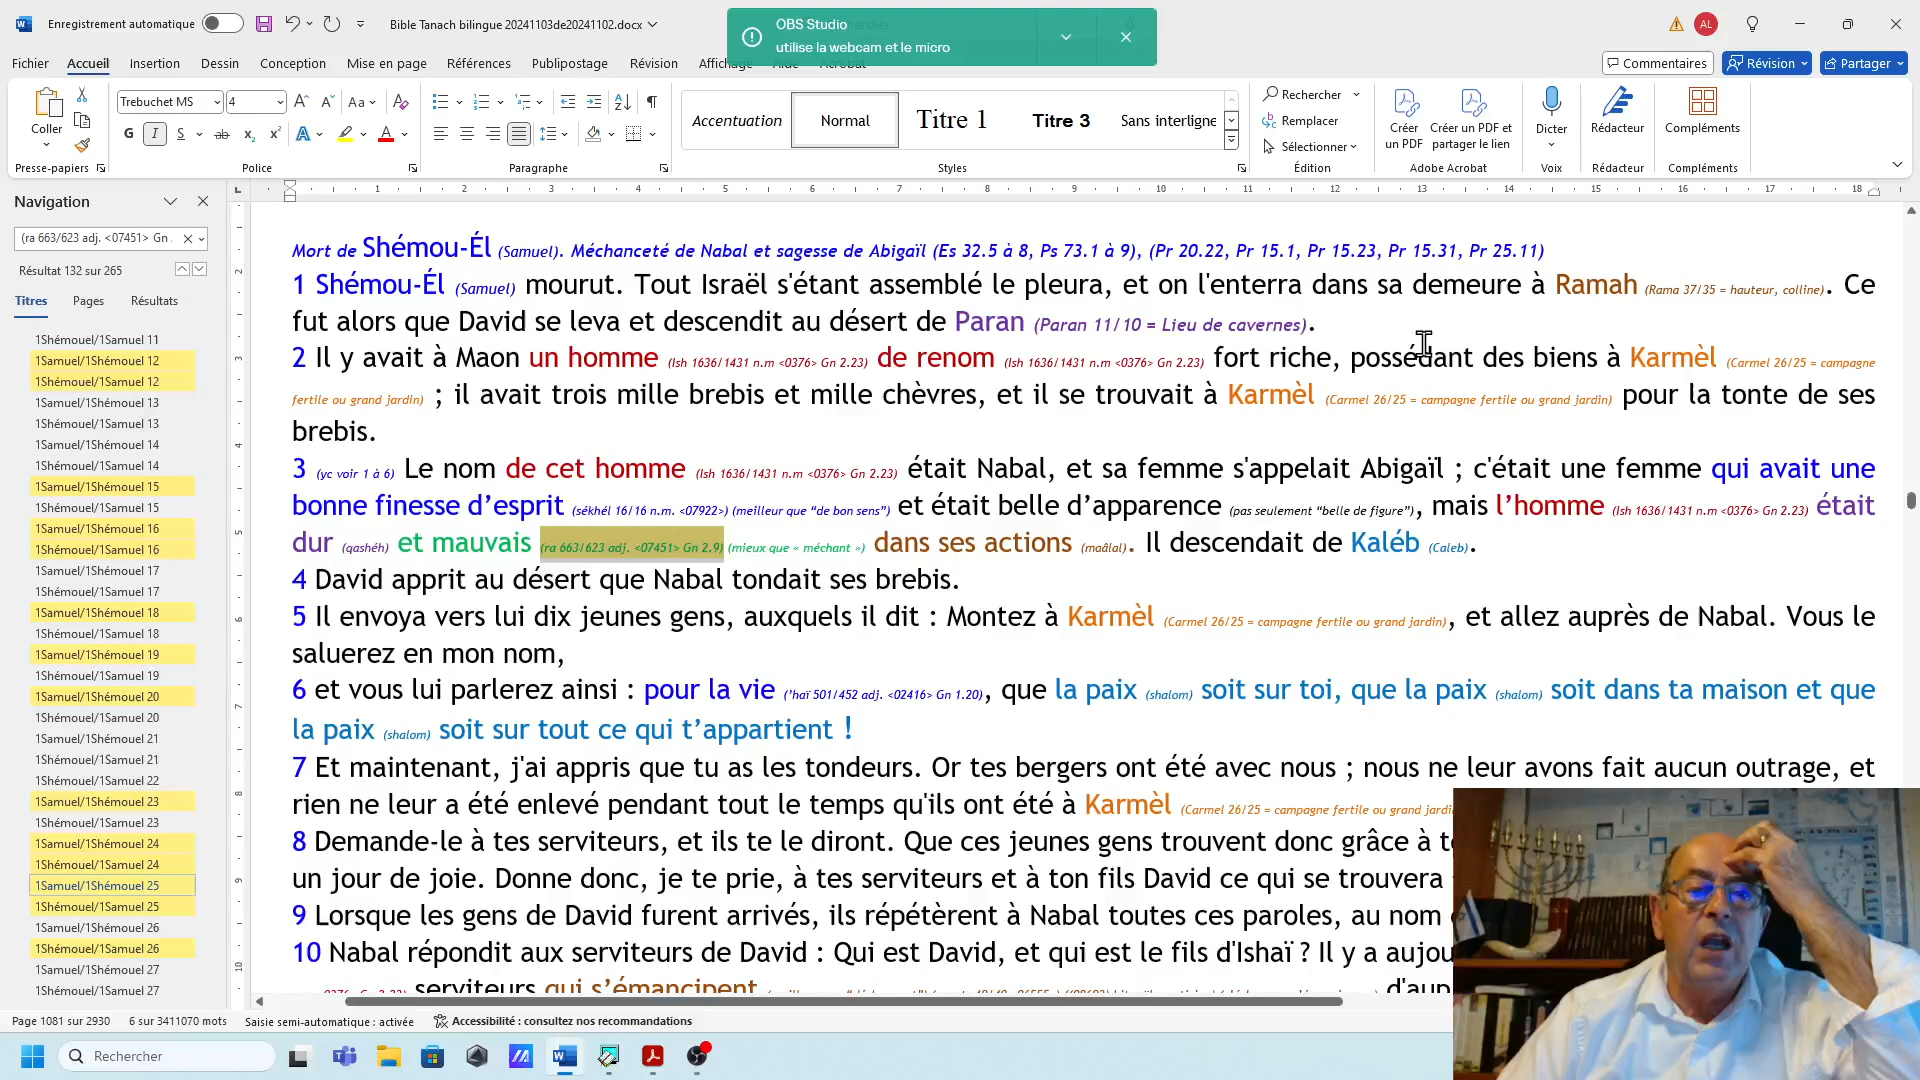 Enregistrement automatique
Bible Tanach bilingue 20241103de20241102.docx
OBS Studio
utilise la webcam et le micro
AL
Fichier Accueil Insertion Dessin Conception Mise en page Références Publipostage Révision Affichage Aide Acrobat
Commentaires Révision Partager
Coller
Presse-papiers
Trebuchet MS 4
Police
Paragraphe
Accentuation Normal Titre 1 Titre 3 Sans interligne
Styles
Rechercher
Remplacer
Sélectionner
Édition
Créer un PDF
Créer un PDF et partager le lien
Adobe Acrobat
Dicter
Voix
Rédacteur
Rédacteur
Compléments
Compléments
Navigation
(ra 663/623 adj. <07451> Gn
Résultat 132 sur 265
Titres Pages Résultats
1Shémouel/1Samuel 11
1Samuel/1Shémouel 12
1Shémouel/1Samuel 12
1Samuel/1Shémouel 13
1Shémouel/1Samuel 13
1Samuel/1Shémouel 14
1Shémouel/1Samuel 14
1Samuel/1Shémouel 15
1Shémouel/1Samuel 15
1Samuel/1Shémouel 16
1Shémouel/1Samuel 16
1Samuel/1Shémouel 17
1Shémouel/1Samuel 17
1Samuel/1Shémouel 18
1Shémouel/1Samuel 18
1Samuel/1Shémouel 19
1Shémouel/1Samuel 19
1Samuel/1Shémouel 20
1Shémouel/1Samuel 20
1Samuel/1Shémouel 21
1Shémouel/1Samuel 21
1Shémouel/1Samuel 22
1Samuel/1Shémouel 23
1Shémouel/1Samuel 23
1Samuel/1Shémouel 24
1Shémouel/1Samuel 24
1Samuel/1Shémouel 25
1Shémouel/1Samuel 25
1Samuel/1Shémouel 26
1Shémouel/1Samuel 26
1Samuel/1Shémouel 27
1Shémouel/1Samuel 27
Mort de Shémou-Él (Samuel). Méchanceté de Nabal et sagesse de Abigaïl (Es 32.5 à 8, Ps 73.1 à 9), (Pr 20.22, Pr 15.1, Pr 15.23, Pr 15.31, Pr 25.11)
1 Shémou-Él (Samuel) mourut. Tout Israël s'étant assemblé le pleura, et on l'enterra dans sa demeure à Ramah (Rama 37/35 = hauteur, colline). Ce
fut alors que David se leva et descendit au désert de Paran (Paran 11/10 = Lieu de cavernes).
2 Il y avait à Maon un homme (Ish 1636/1431 n.m <0376> Gn 2.23) de renom (Ish 1636/1431 n.m <0376> Gn 2.23) fort riche, possédant des biens à Karmèl (Carmel 26/25 = campagne
fertile ou grand jardin) ; il avait trois mille brebis et mille chèvres, et il se trouvait à Karmèl (Carmel 26/25 = campagne fertile ou grand jardin) pour la tonte de ses
brebis.
3 (yc voir 1 à 6) Le nom de cet homme (Ish 1636/1431 n.m <0376> Gn 2.23) était Nabal, et sa femme s'appelait Abigaïl ; c'était une femme qui avait une
bonne finesse d’esprit (sékhél 16/16 n.m. <07922>) (meilleur que “de bon sens”) et était belle d’apparence (pas seulement “belle de figure”), mais l’homme (Ish 1636/1431 n.m <0376> Gn 2.23) était
dur (qashéh) et mauvais (ra 663/623 adj. <07451> Gn 2.9) (mieux que « méchant ») dans ses actions (maâlal). Il descendait de Kaléb (Caleb).
4 David apprit au désert que Nabal tondait ses brebis.
5 Il envoya vers lui dix jeunes gens, auxquels il dit : Montez à Karmèl (Carmel 26/25 = campagne fertile ou grand jardin), et allez auprès de Nabal. Vous le
saluerez en mon nom,
6 et vous lui parlerez ainsi : pour la vie (’haï 501/452 adj. <02416> Gn 1.20), que la paix (shalom) soit sur toi, que la paix (shalom) soit dans ta maison et que
la paix (shalom) soit sur tout ce qui t’appartient !
7 Et maintenant, j'ai appris que tu as les tondeurs. Or tes bergers ont été avec nous ; nous ne leur avons fait aucun outrage, et
rien ne leur a été enlevé pendant tout le temps qu'ils ont été à Karmèl (Carmel 26/25 = campagne fertile ou grand
8 Demande-le à tes serviteurs, et ils te le diront. Que ces jeunes gens trouvent donc grâce à
un jour de joie. Donne donc, je te prie, à tes serviteurs et à ton fils David ce qui se trouvera
9 Lorsque les gens de David furent arrivés, ils répétèrent à Nabal toutes ces paroles, au nom
10 Nabal répondit aux serviteurs de David : Qui est David, et qui est le fils d'Ishaï ? Il y a
serviteurs qui s’émancipent
Page 1081 sur 2930 6 sur 3411070 mots Saisie semi-automatique : activée Accessibilité : consultez nos recommandations
Rechercher